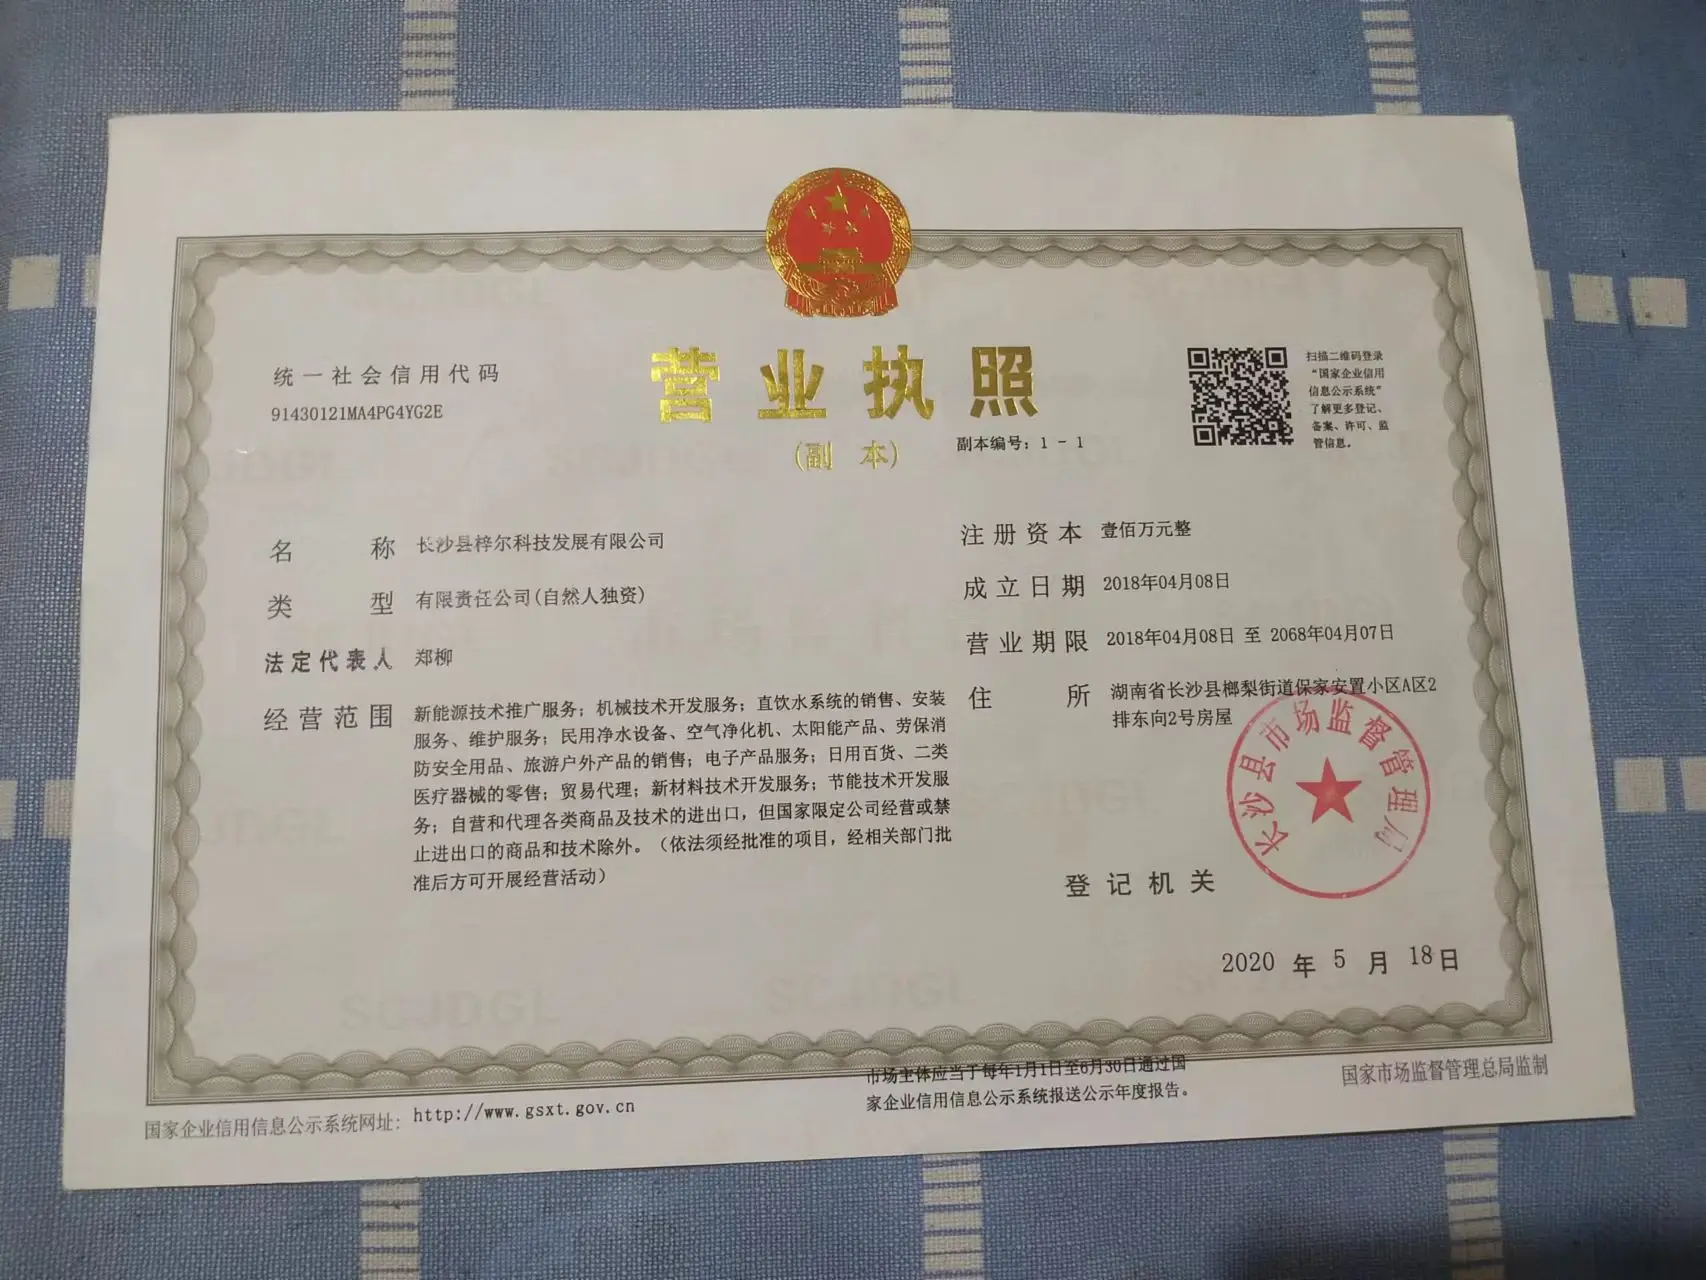 统一社会信用代码
91430121MA4PG4YG2E
营业执照
(副 本)
副本编号：1 - 1
扫描二维码登录
“国家企业信用
信息公示系统”
了解更多登记、
备案、许可、监
管信息。
名 称 长沙县梓尔科技发展有限公司
类 型 有限责任公司(自然人独资)
法定代表人 郑柳
经营范围 新能源技术推广服务；机械技术开发服务；直饮水系统的销售、安装
服务、维护服务；民用净水设备、空气净化机、太阳能产品、劳保消
防安全用品、旅游户外产品的销售；电子产品服务；日用百货、二类
医疗器械的零售；贸易代理；新材料技术开发服务；节能技术开发服
务；自营和代理各类商品及技术的进出口，但国家限定公司经营或禁
止进出口的商品和技术除外。（依法须经批准的项目，经相关部门批
准后方可开展经营活动）
注册资本 壹佰万元整
成立日期 2018年04月08日
营业期限 2018年04月08日 至 2068年04月07日
住 所 湖南省长沙县榔梨街道保家安置小区A区2
排东向2号房屋
长沙县市场监督管理局
登记机关
2020 年 5 月 18日
国家企业信用信息公示系统网址：http://www.gsxt.gov.cn
市场主体应当于每年1月1日至6月30日通过国
家企业信用信息公示系统报送公示年度报告。
国家市场监督管理总局监制
SCJDGL
SCJDGL